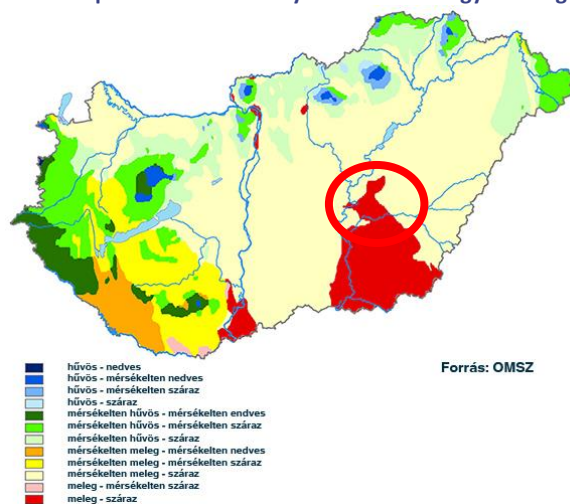 Forrás: OMSZ
hűvös - nedves
hűvös - mérsékelten nedves
hűvös - mérsékelten száraz
hűvös - száraz
mérsékelten hűvös - mérsékelten endves
mérsékelten hűvös - mérsékelten száraz
mérsékelten hűvös - száraz
mérsékelten meleg - mérsékelten nedves
mérsékelten meleg - mérsékelten száraz
mérsékelten meleg - száraz
meleg - mérsékelten száraz
meleg - száraz